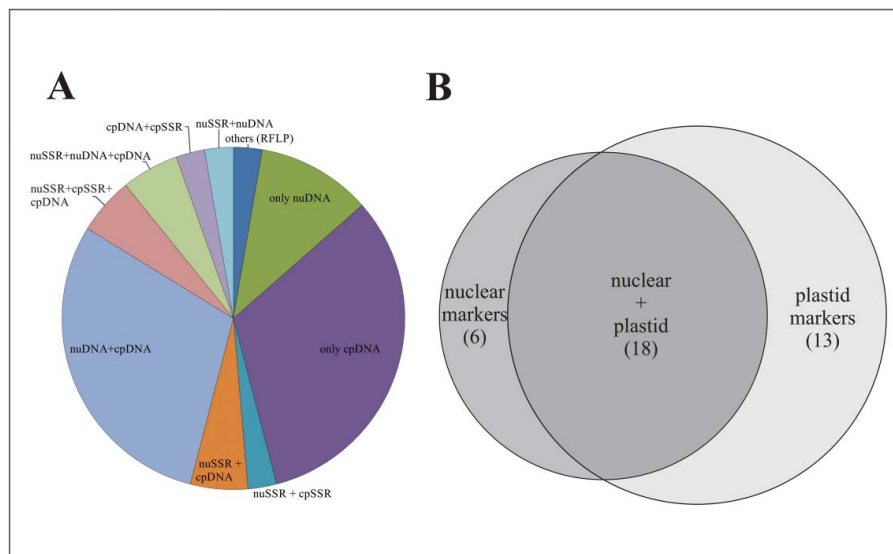 A
nuSSR+nuDNA
others (RFLP)
cpDNA+cpSSR
nuSSR+nuDNA+cpDNA
nuSSR+cpSSR+
cpDNA
only nuDNA
only cpDNA
nuDNA+cpDNA
nuSSR +
cpDNA
nuSSR + cpSSR
B
nuclear
markers
(6)
nuclear
+
plastid
(18)
plastid
markers
(13)